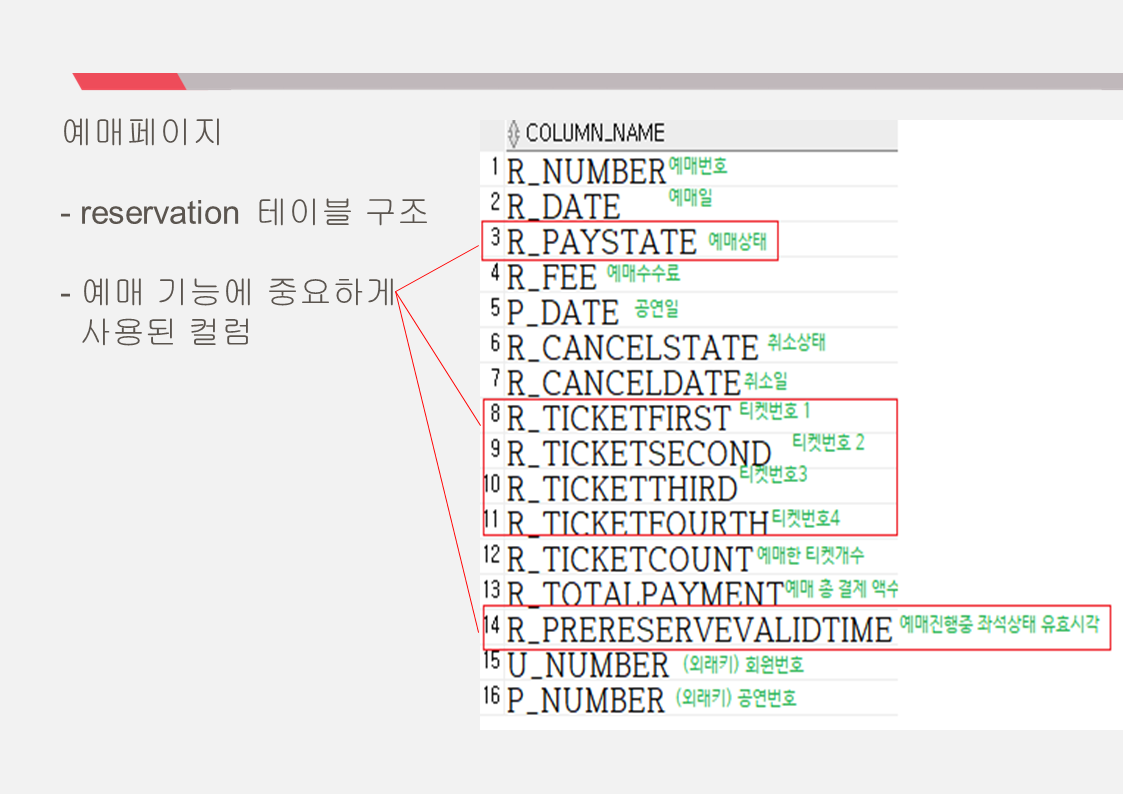 예매페이지
- reservation 테이블 구조
- 예매 기능에 중요하게
사용된 컬럼
COLUMN_NAME
1 R_NUMBER 예매번호
2 R_DATE 예매일
3 R_PAYSTATE 예매상태
4 R_FEE 예매수수료
5 P_DATE 공연일
6 R_CANCELSTATE 취소상태
7 R_CANCELDATE 취소일
8 R_TICKETFIRST 티켓번호 1
9 R_TICKETSECOND 티켓번호 2
10 R_TICKETTHIRD 티켓번호3
11 R_TICKETFOURTH 티켓번호4
12 R_TICKETCOUNT 예매한 티켓개수
13 R_TOTALPAYMENT 예매 총 결제 액수
14 R_PRERESERVEVALIDTIME 예매진행중 좌석상태 유효시각
15 U_NUMBER (외래키) 회원번호
16 P_NUMBER (외래키) 공연번호